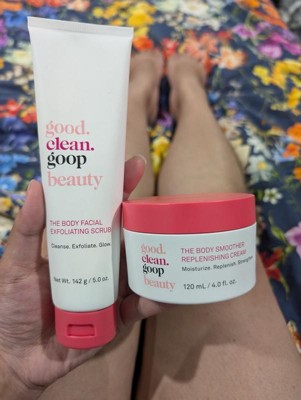 good.
clean.
goop
beauty
THE BODY FACIAL
EXFOLIATING SCRUB
Cleanse. Exfoliate. Glow.
Net Wt. 142 g / 5.0 oz.
good.
clean.
goop
beauty
THE BODY SMOOTHER
REPLENISHING CREAM
Moisturize. Replenish. Strengthen.
120 mL / 4.0 fl. oz.